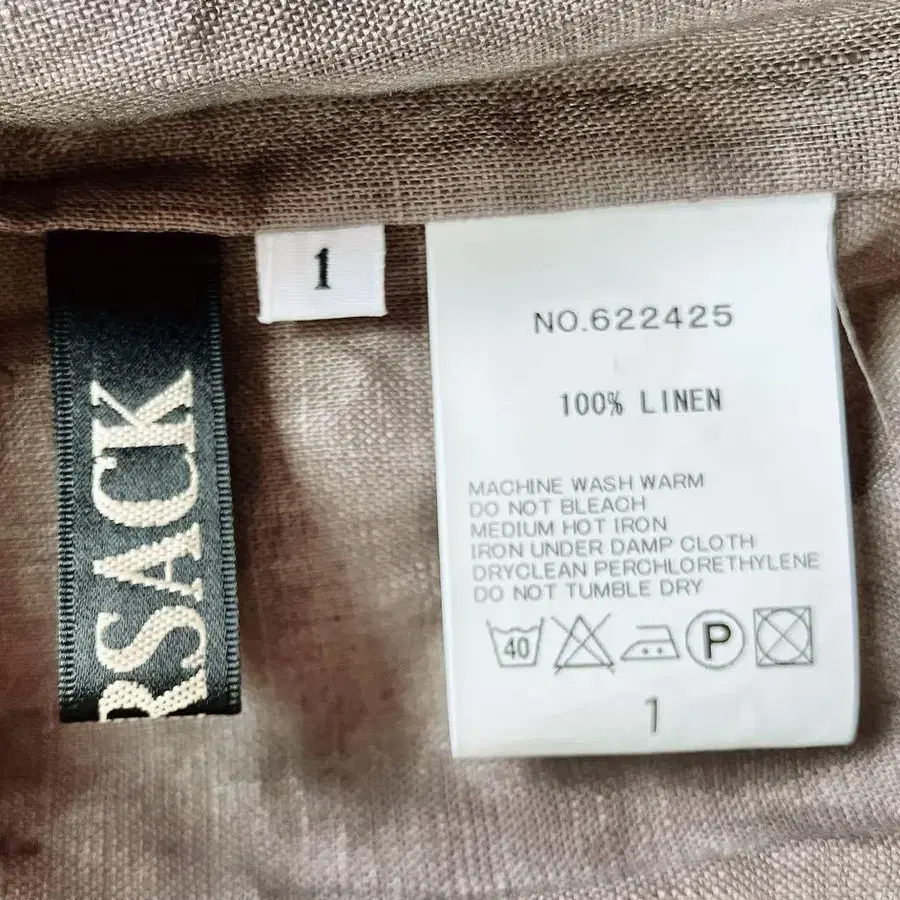 RSACK
1
NO.622425
100% LINEN
MACHINE WASH WARM
DO NOT BLEACH
MEDIUM HOT IRON
IRON UNDER DAMP CLOTH
DRYCLEAN PERCHLORETHYLENE
DO NOT TUMBLE DRY
40 P
1